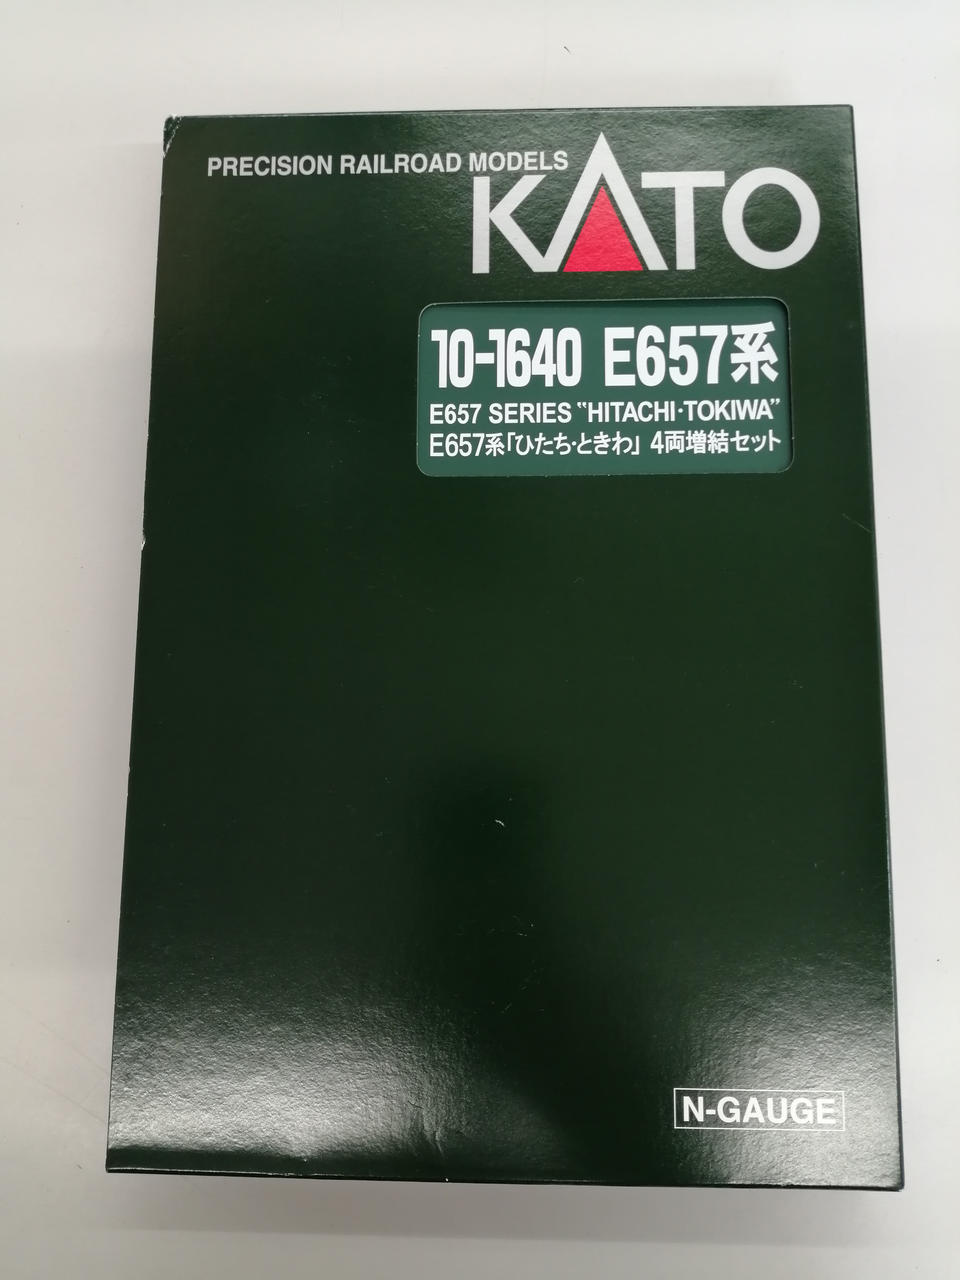 PRECISION RAILROAD MODELS
KATO
10-1640 E657系
E657 SERIES "HITACHI·TOKIWA"
E657系「ひたち·ときわ」 4両増結セット
N-GAUGE